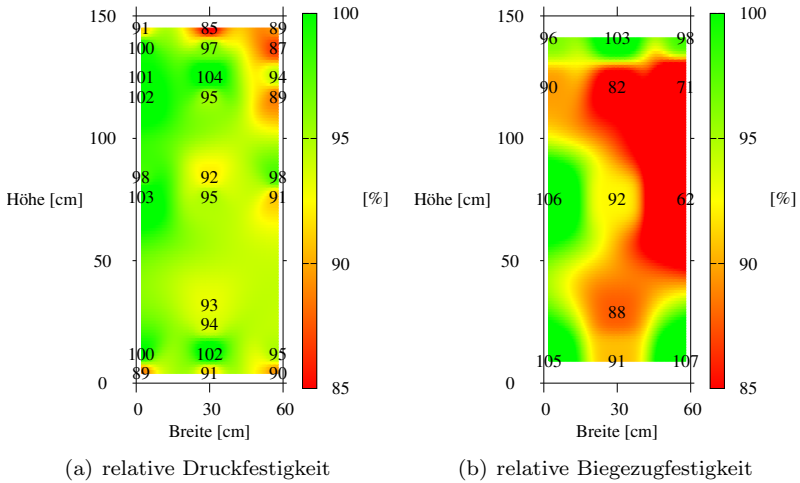 150
100
50
0
Höhe [cm]
0 30 60
Breite [cm]
91 85 89
100 97 87
101 104 94
102 95 89
98 92 98
103 95 91
93
94
100 102 95
89 91 90
100
95
90
85
[%]
(a) relative Druckfestigkeit
150
100
50
0
Höhe [cm]
0 30 60
Breite [cm]
96 103 98
90 82 71
106 92 62
88
105 91 107
100
95
90
85
[%]
(b) relative Biegezugfestigkeit